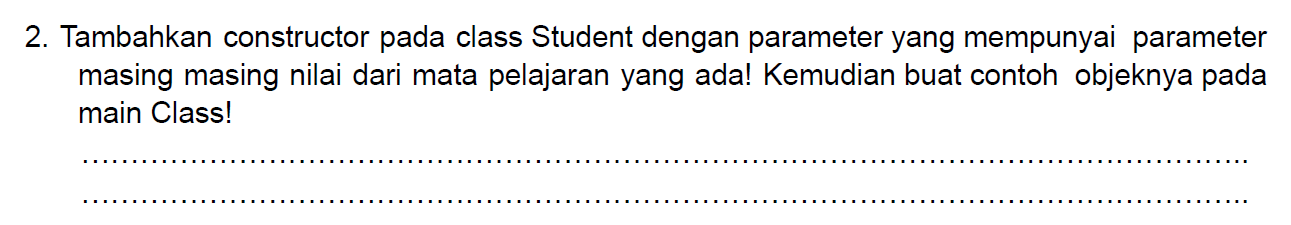 2. Tambahkan constructor pada class Student dengan parameter yang mempunyai parameter
masing masing nilai dari mata pelajaran yang ada! Kemudian buat contoh objeknya pada
main Class!
……………………………………………………………………………………………………….
……………………………………………………………………………………………………….